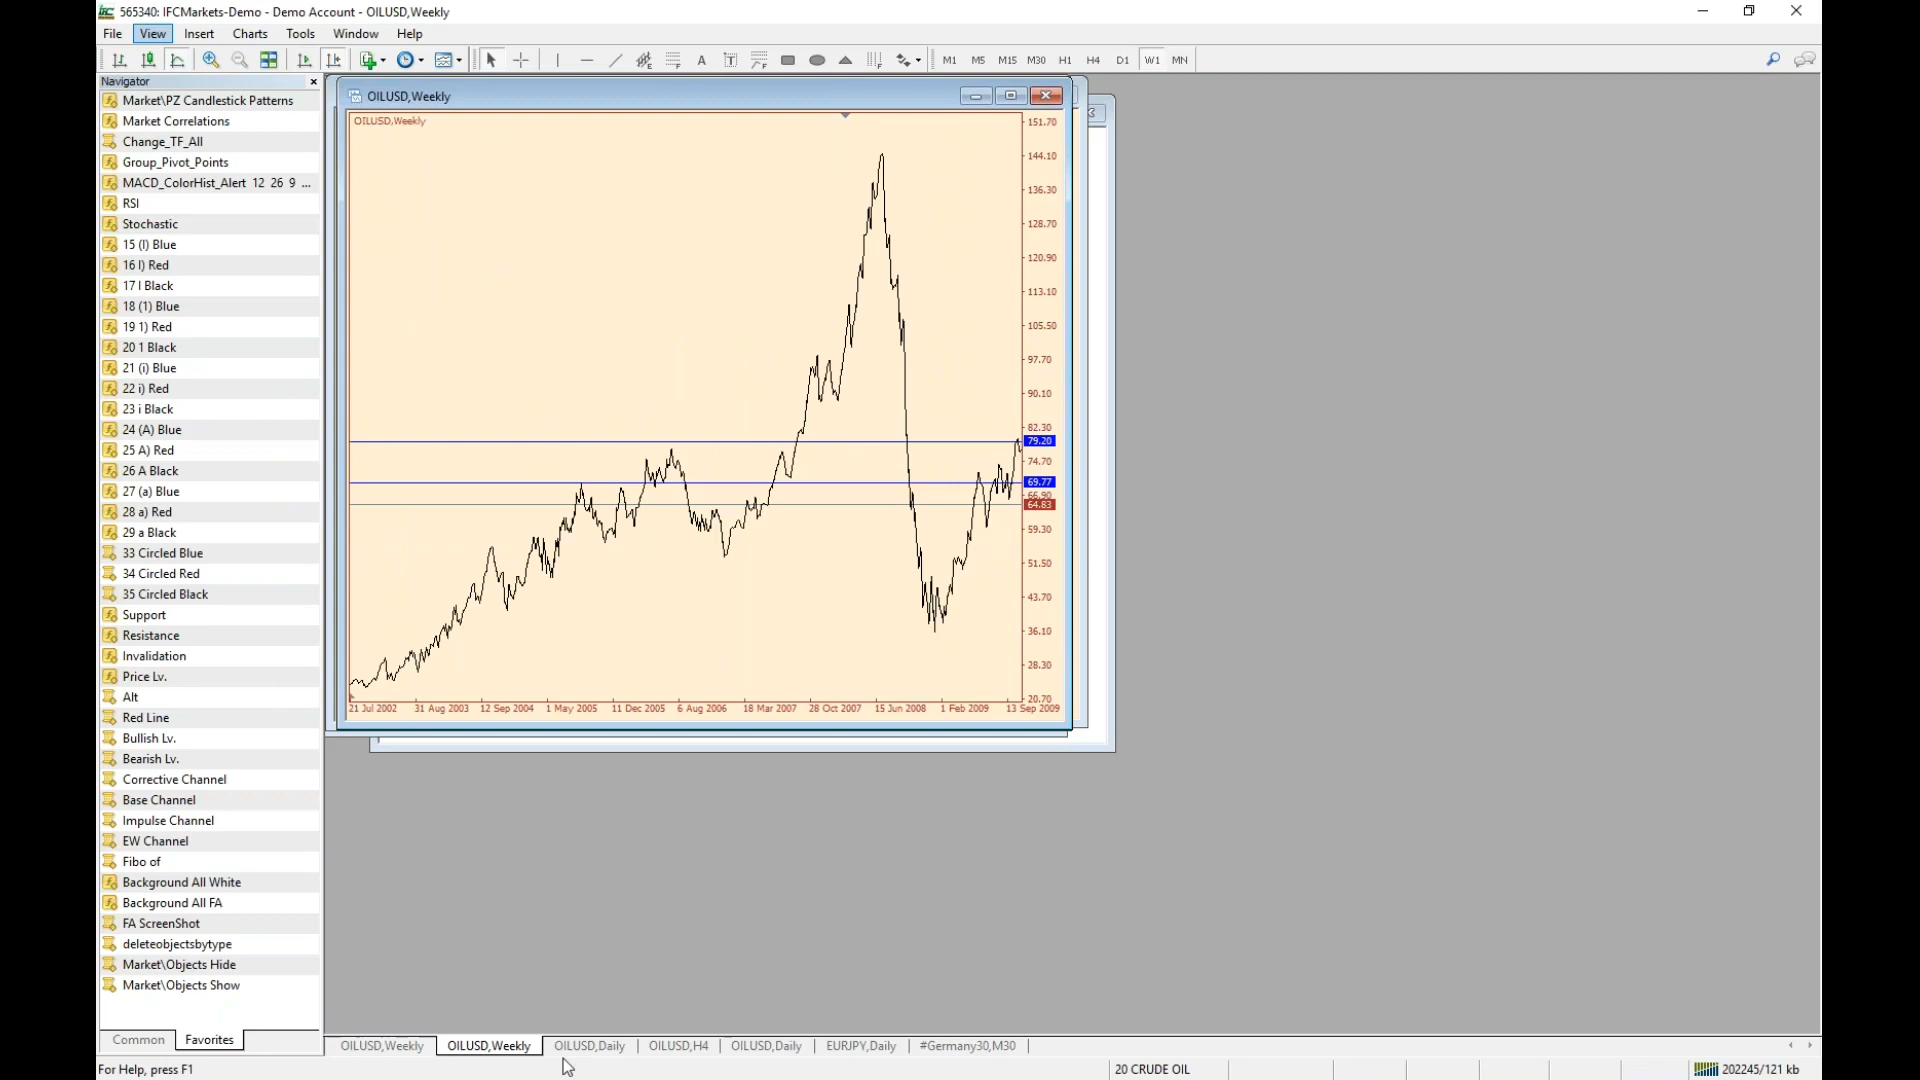 565340: IFCMarkets-Demo - Demo Account - OILUSD,Weekly
File View Insert Charts Tools Window Help
A T M1 M5 M15 M30 H1 H4 D1 W1 MN
Navigator
Market\PZ Candlestick Patterns
Market Correlations
Change_TF_All
Group_Pivot_Points
MACD_ColorHist_Alert 12 26 9 ...
RSI
Stochastic
15 (I) Blue
16 I) Red
17 I Black
18 (1) Blue
19 1) Red
20 1 Black
21 (i) Blue
22 i) Red
23 i Black
24 (A) Blue
25 A) Red
26 A Black
27 (a) Blue
28 a) Red
29 a Black
33 Circled Blue
34 Circled Red
35 Circled Black
Support
Resistance
Invalidation
Price Lv.
Alt
Red Line
Bullish Lv.
Bearish Lv.
Corrective Channel
Base Channel
Impulse Channel
EW Channel
Fibo of
Background All White
Background All FA
FA ScreenShot
deleteobjectsbytype
Market\Objects Hide
Market\Objects Show
Common Favorites
OILUSD,Weekly
OILUSD,Weekly
151.70
144.10
136.30
128.70
120.90
113.10
105.50
97.70
90.10
82.30
79.20
74.70
69.77
66.90
64.83
59.30
51.50
43.70
36.10
28.30
20.70
21 Jul 2002 31 Aug 2003 12 Sep 2004 1 May 2005 11 Dec 2005 6 Aug 2006 18 Mar 2007 28 Oct 2007 15 Jun 2008 1 Feb 2009 13 Sep 2009
OILUSD,Weekly OILUSD,Weekly OILUSD,Daily OILUSD,H4 OILUSD,Daily EURJPY,Daily #Germany30,M30
For Help, press F1 20 CRUDE OIL 202245/121 kb